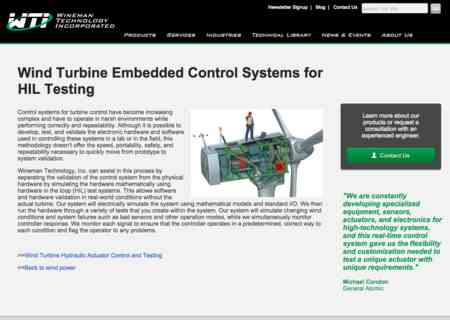 Newsletter Signup | Blog | Contact Us
WTI
WINEMAN
TECHNOLOGY
INCORPORATED
PRODUCTS SERVICES INDUSTRIES TECHNICAL LIBRARY NEWS & EVENTS ABOUT US
Wind Turbine Embedded Control Systems for
HIL Testing
Control systems for turbine control have become increasing
complex and have to operate in harsh environments while
performing correctly and repeatability. Although it is possible to
develop, test, and validate the electronic hardware and software
used in controlling these systems in a lab or in the field, this
methodology doesn't offer the speed, portability, safety, and
repeatability necessary to quickly move from prototype to
system validation.
Wineman Technology, Inc. can assist in this process by
separating the validation of the control system from the physical
hardware by simulating the hardware mathematically using
hardware in the loop (HIL) test systems. This allows software
and hardware validation in real-world conditions without the
actual turbine. Our system will electrically simulate the system using mathematical models and standard I/O. We then
run the hardware through a variety of tests that you create within the system. Our system will simulate changing wind
conditions and system failures such as bad sensors and other operation modes, while we simultaneously monitor
controller response. We monitor each signal to ensure that the controller operates in a predetermined, correct way to
each condition and flag the operator to any problems.
>>Wind Turbine Hydraulic Actuator Control and Testing
<<Back to wind power
Learn more about our
products or request a
consultation with an
experienced engineer.
Contact Us
"We are constantly
developing specialized
equipment, sensors,
actuators, and electronics for
high-technology systems,
and this real-time control
system gave us the flexibility
and customization needed to
test a unique actuator with
unique requirements."
Michael Condon
General Atomic